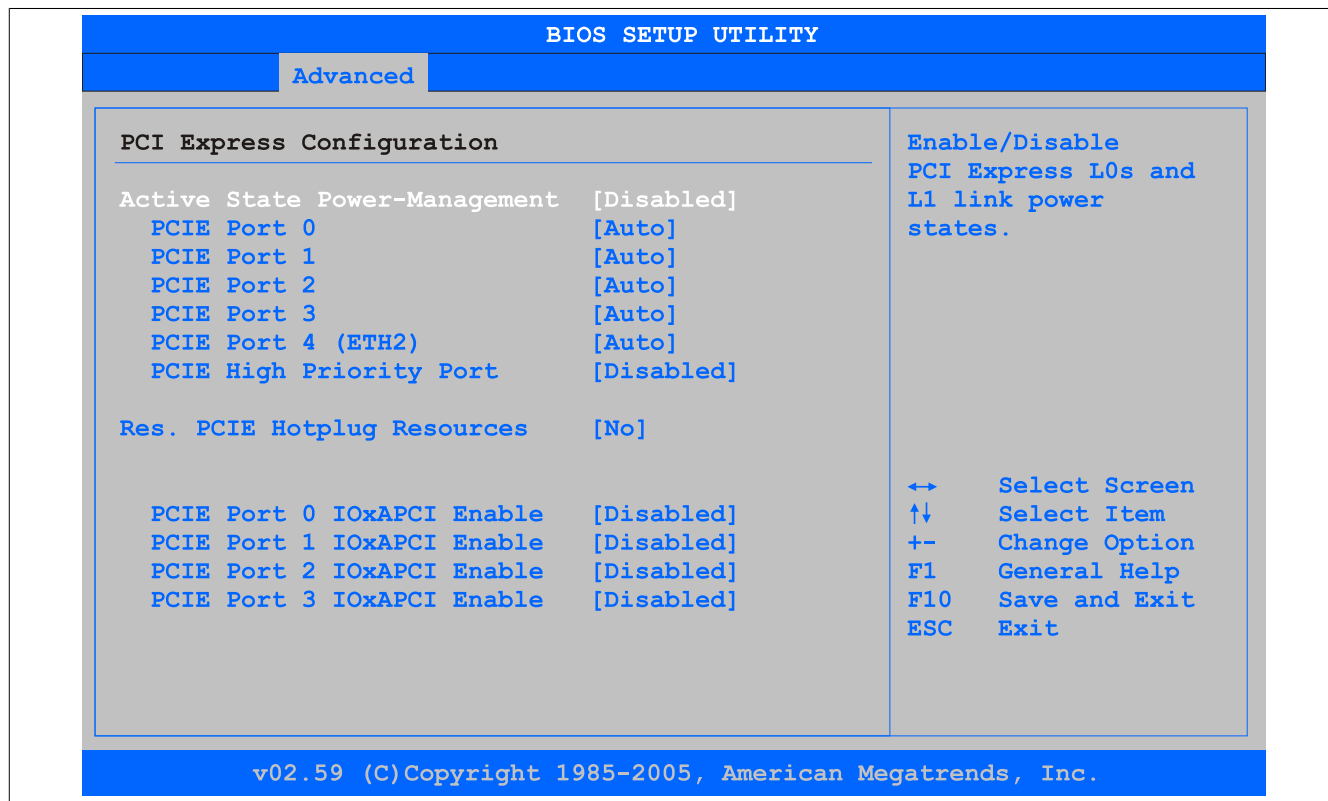 BIOS SETUP UTILITY
Advanced
PCI Express Configuration
Active State Power-Management [Disabled]
PCIE Port 0 [Auto]
PCIE Port 1 [Auto]
PCIE Port 2 [Auto]
PCIE Port 3 [Auto]
PCIE Port 4 (ETH2) [Auto]
PCIE High Priority Port [Disabled]
Res. PCIE Hotplug Resources [No]
PCIE Port 0 IOxAPCI Enable [Disabled]
PCIE Port 1 IOxAPCI Enable [Disabled]
PCIE Port 2 IOxAPCI Enable [Disabled]
PCIE Port 3 IOxAPCI Enable [Disabled]
Enable/Disable
PCI Express L0s and
L1 link power
states.
↔ Select Screen
↑↓ Select Item
+- Change Option
F1 General Help
F10 Save and Exit
ESC Exit
v02.59 (C)Copyright 1985-2005, American Megatrends, Inc.